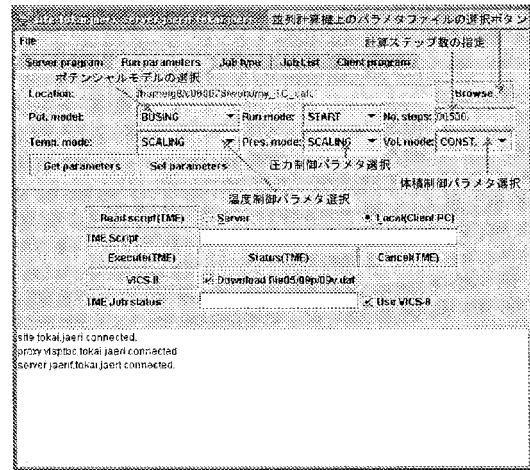 並列計算機上のパラメタファイルの選択ボタン
File
計算ステップ数の指定
Server program Run parameters Job type Job List Client program
ポテンシャルモデルの選択
Location: Browse
Pot. model: BUSING Run mode: START No. steps: 00500
Temp. mode: SCALING Pres. mode: SCALING Vol. mode: CONST.
Get parameters Set parameters 圧力制御パラメタ選択
体積制御パラメタ選択
温度制御パラメタ選択
Read script(TME) Server Local(Client PC)
TME Script
Execute(TME) Status(TME) Cancel(TME)
VICS-II Download file05/09p/09v.dat
TME Job status Use VICS-II
site tokai.jaeri connected.
connected
connected.